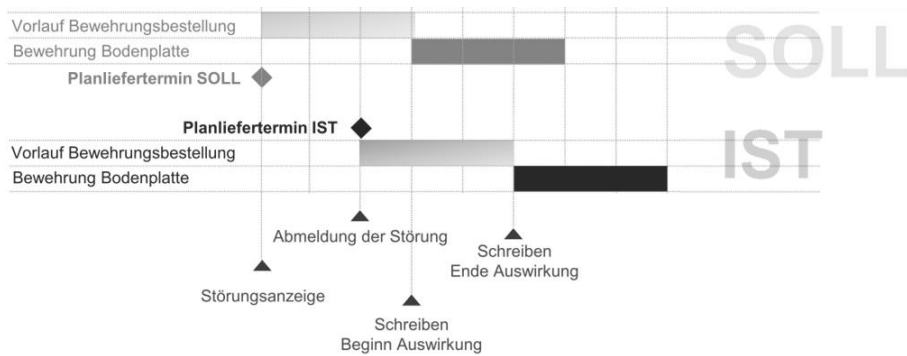 Vorlauf Bewehrungsbestellung
Bewehrung Bodenplatte
SOLL
Planliefertermin SOLL
Planliefertermin IST
Vorlauf Bewehrungsbestellung
Bewehrung Bodenplatte
IST
Abmeldung der Störung
Schreiben
Ende Auswirkung
Störungsanzeige
Schreiben
Beginn Auswirkung